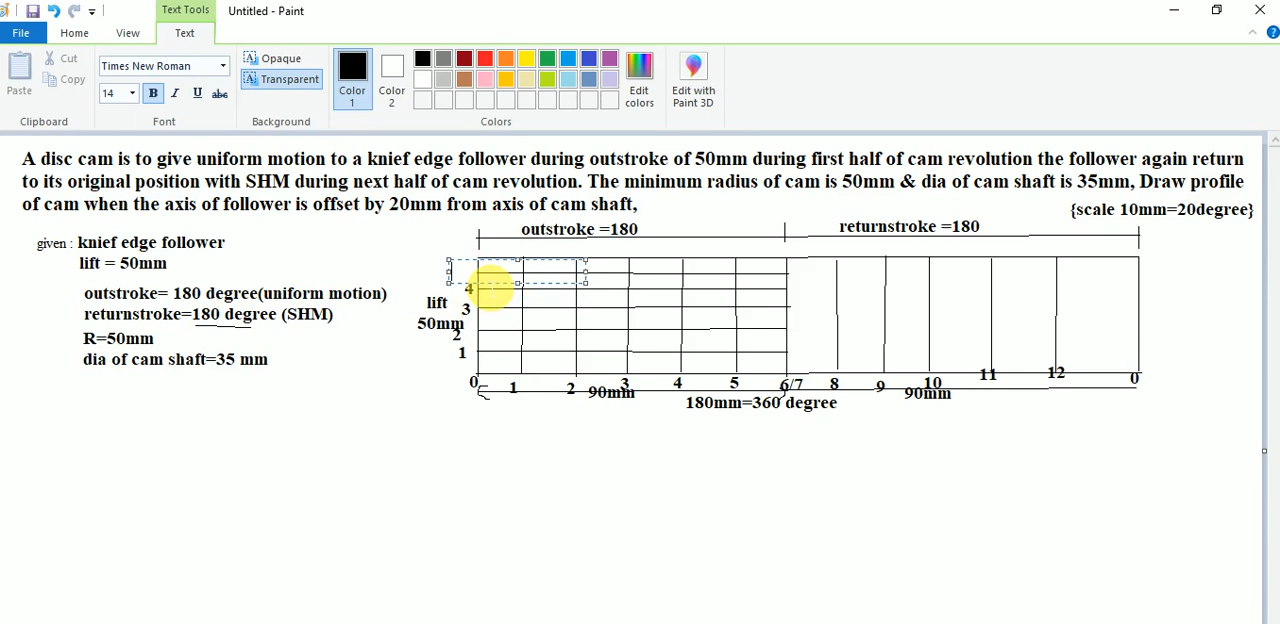 Text Tools
Untitled - Paint
File
Home
View
Text
Paste
Cut
Copy
Clipboard
Times New Roman
14
B I U abc
Font
Opaque
Transparent
Background
Color 1
Color 2
Edit colors
Colors
Edit with Paint 3D
A disc cam is to give uniform motion to a knief edge follower during outstroke of 50mm during first half of cam revolution the follower again return
to its original position with SHM during next half of cam revolution. The minimum radius of cam is 50mm & dia of cam shaft is 35mm, Draw profile
of cam when the axis of follower is offset by 20mm from axis of cam shaft,
{scale 10mm=20degree}
given : knief edge follower
lift = 50mm
outstroke= 180 degree(uniform motion)
returnstroke=180 degree (SHM)
R=50mm
dia of cam shaft=35 mm
outstroke =180
returnstroke =180
4
lift
3
50mm
2
1
0 1 2 3 4 5 6/7 8 9 10 11 12 0
90mm
90mm
180mm=360 degree